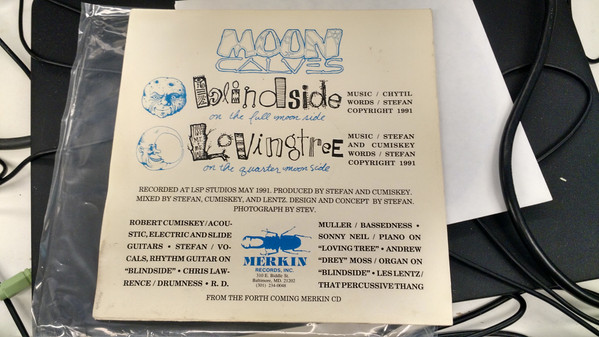 MOON
CALVES
blindside
on the full moon side
MUSIC / CHYTIL
WORDS / STEFAN
COPYRIGHT 1991
LOvingtrEE
on the quarter moon side
MUSIC / STEFAN
AND CUMISKEY
WORDS / STEFAN
COPYRIGHT 1991
RECORDED AT LSP STUDIOS MAY 1991. PRODUCED BY STEFAN AND CUMISKEY.
MIXED BY STEFAN, CUMISKEY, AND LENTZ. DESIGN AND CONCEPT BY STEFAN.
PHOTOGRAPH BY STEV.
ROBERT CUMISKEY/ACOU-
STIC, ELECTRIC AND SLIDE
GUITARS • STEFAN / VO-
CALS, RHYTHM GUITAR ON
"BLINDSIDE" • CHRIS LAW-
RENCE / DRUMNESS • R. D.
MERKIN
RECORDS, INC.
Baltimore, MD. 21202
MULLER / BASSEDNESS •
SONNY NEIL / PIANO ON
"LOVING TREE" • ANDREW
"DREY" MOSS / ORGAN ON
"BLINDSIDE" • LES LENTZ/
THAT PERCUSSIVE THANG
FROM THE FORTH COMING MERKIN CD